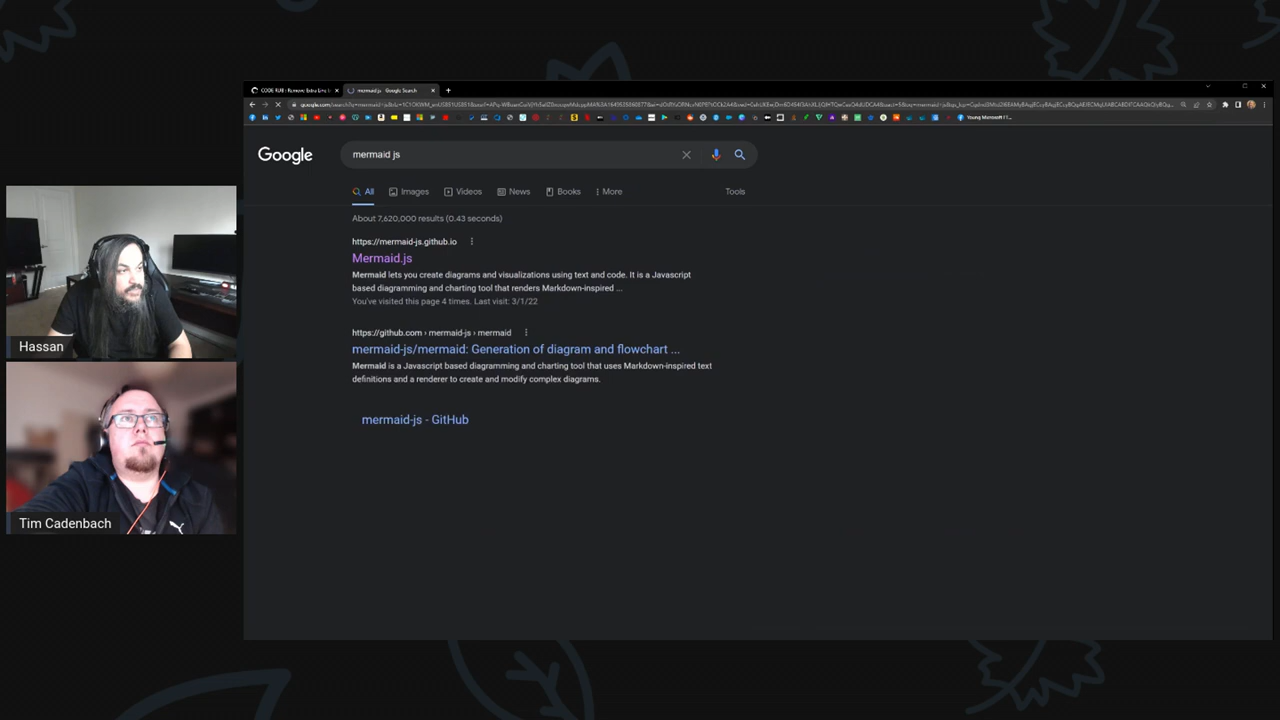 mermaid js - Google Search
Google
mermaid js
All
Images
Videos
News
Books
More
Tools
About 7,620,000 results (0.43 seconds)
https://mermaid-js.github.io
Mermaid.js
Mermaid lets you create diagrams and visualizations using text and code. It is a Javascript
based diagramming and charting tool that renders Markdown-inspired ...
You've visited this page 4 times. Last visit: 3/1/22
https://github.com › mermaid-js › mermaid
mermaid-js/mermaid: Generation of diagram and flowchart ...
Mermaid is a Javascript based diagramming and charting tool that uses Markdown-inspired text
definitions and a renderer to create and modify complex diagrams.
mermaid-js - GitHub
Hassan
Tim Cadenbach